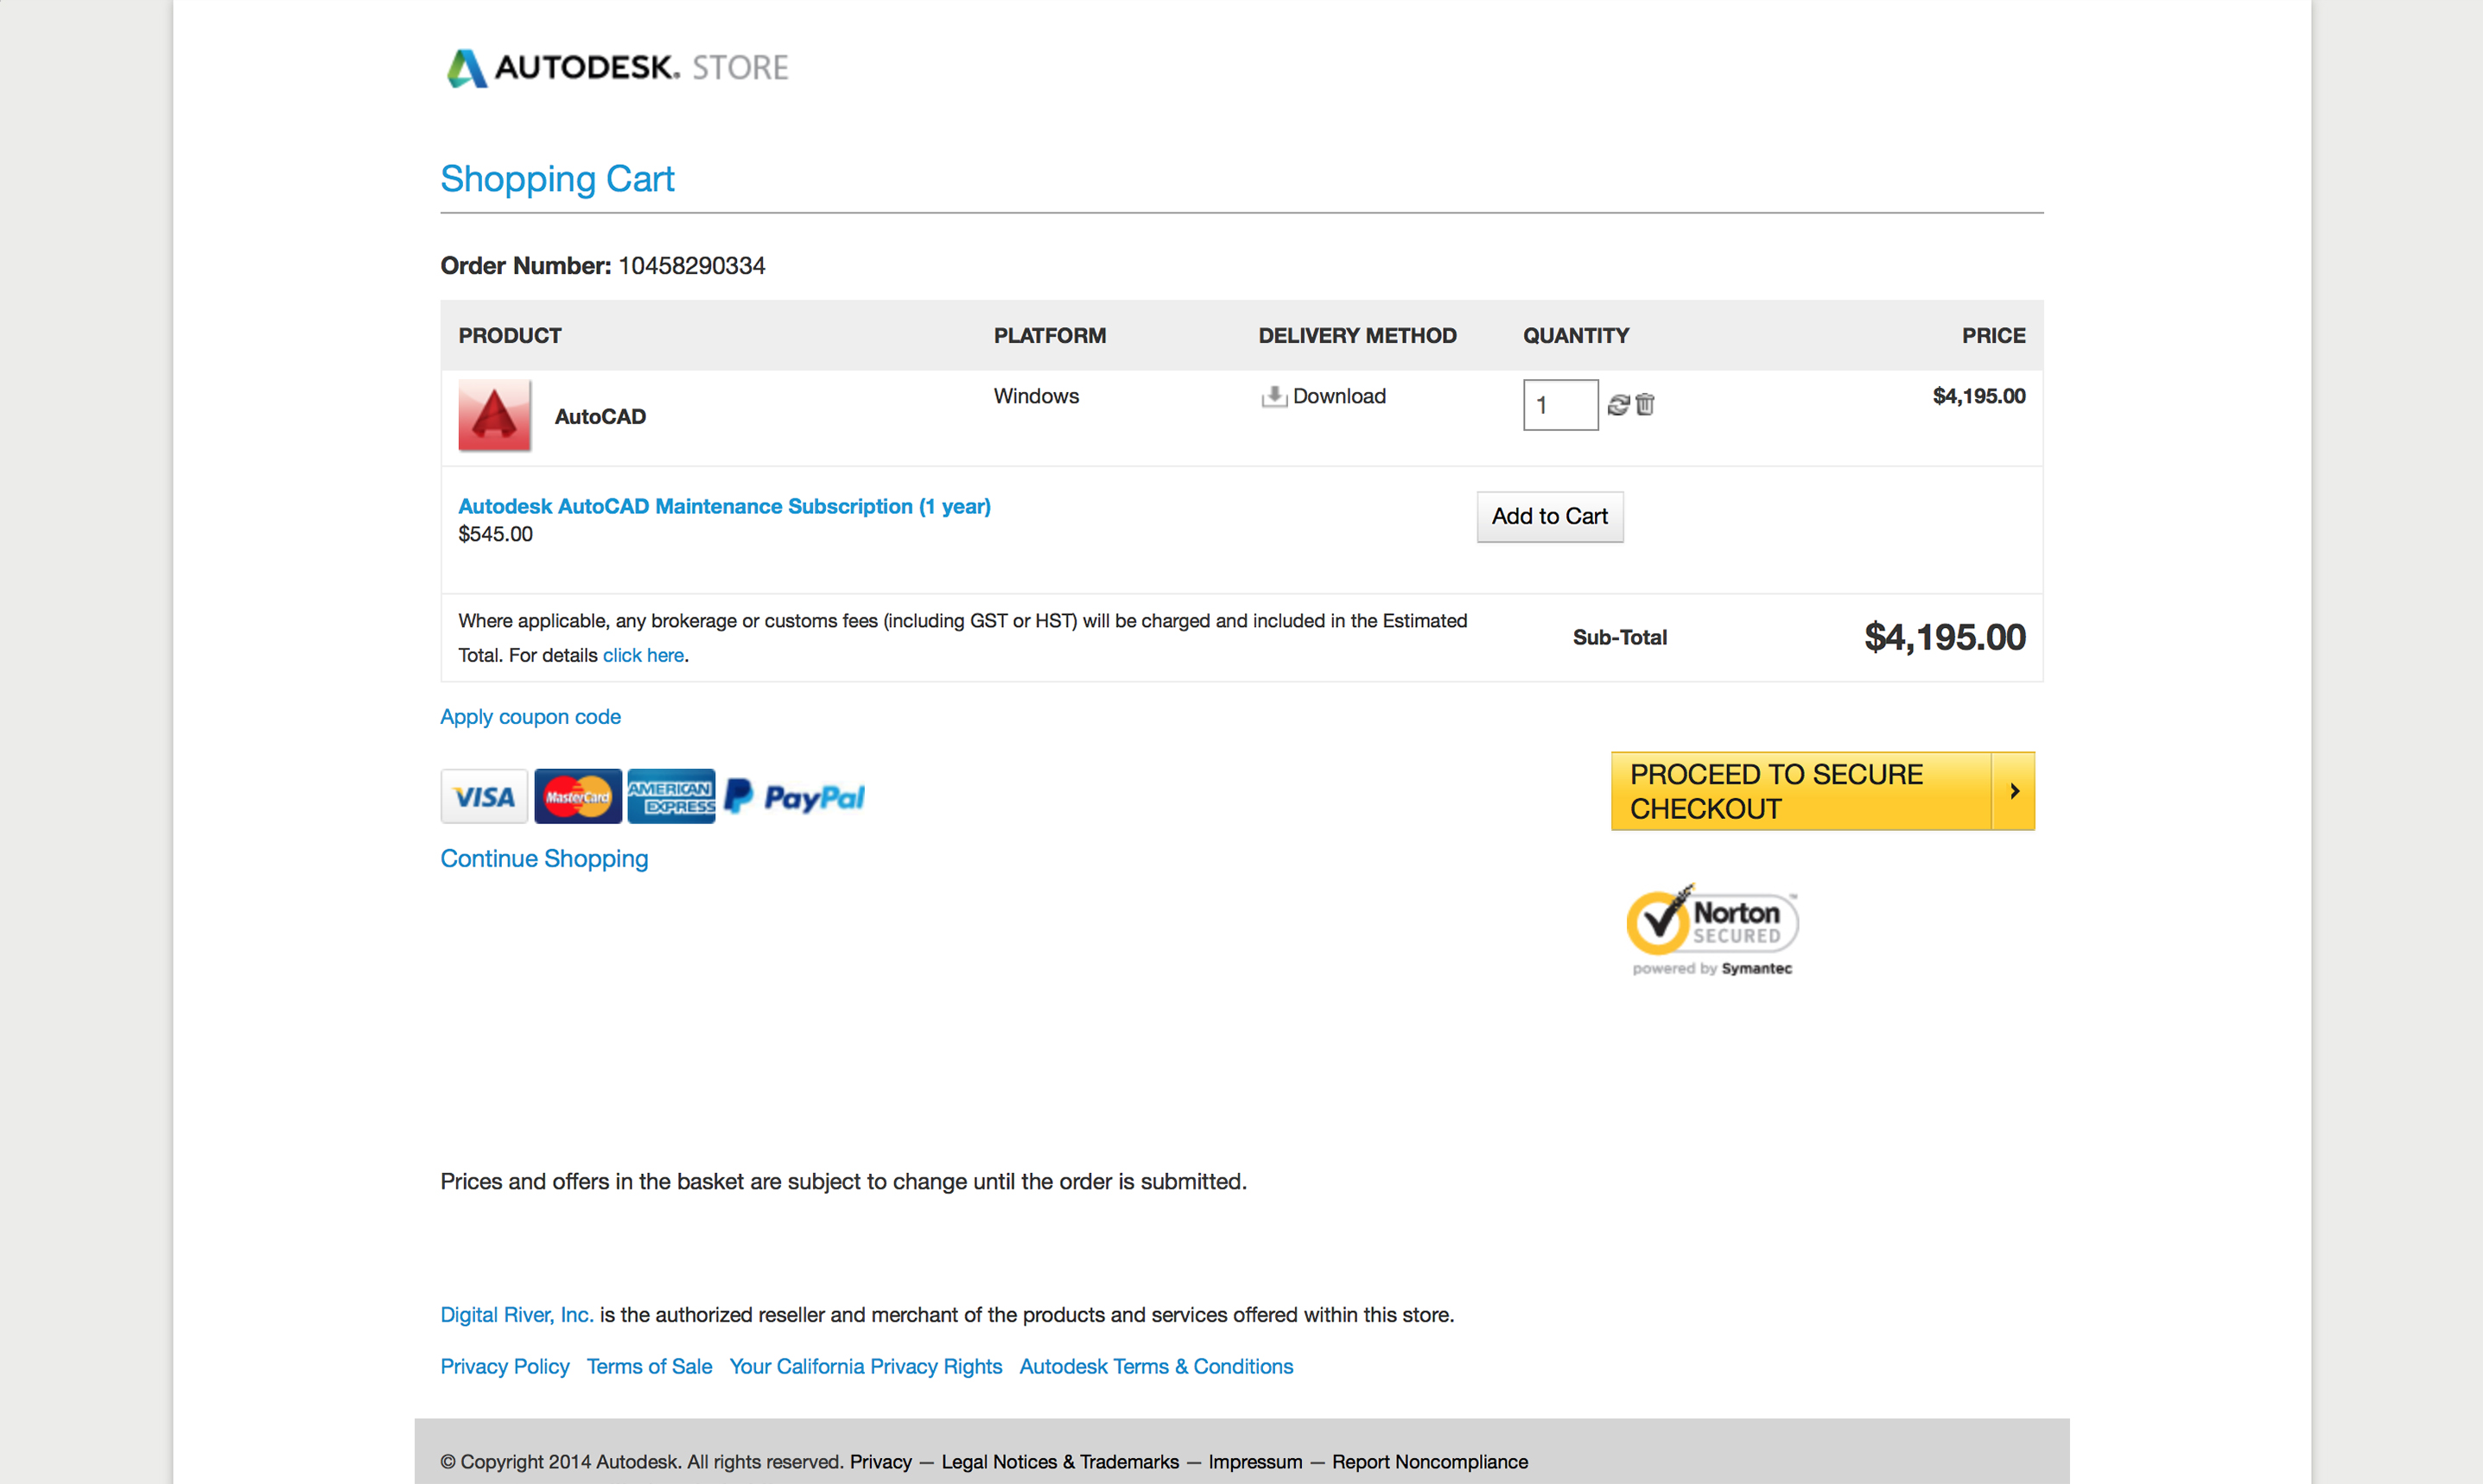 AUTODESK. STORE
Shopping Cart
Order Number: 10458290334
PRODUCT PLATFORM DELIVERY METHOD QUANTITY PRICE
AutoCAD Windows Download 1 $4,195.00
Autodesk AutoCAD Maintenance Subscription (1 year)
$545.00
Add to Cart
Where applicable, any brokerage or customs fees (including GST or HST) will be charged and included in the Estimated
Total. For details click here.
Sub-Total $4,195.00
Apply coupon code
VISA MasterCard AMERICAN EXPRESS PayPal
PROCEED TO SECURE
CHECKOUT
Continue Shopping
Norton™
SECURED
powered by Symantec
Prices and offers in the basket are subject to change until the order is submitted.
Digital River, Inc. is the authorized reseller and merchant of the products and services offered within this store.
Privacy Policy Terms of Sale Your California Privacy Rights Autodesk Terms & Conditions
© Copyright 2014 Autodesk. All rights reserved. Privacy — Legal Notices & Trademarks — Impressum — Report Noncompliance